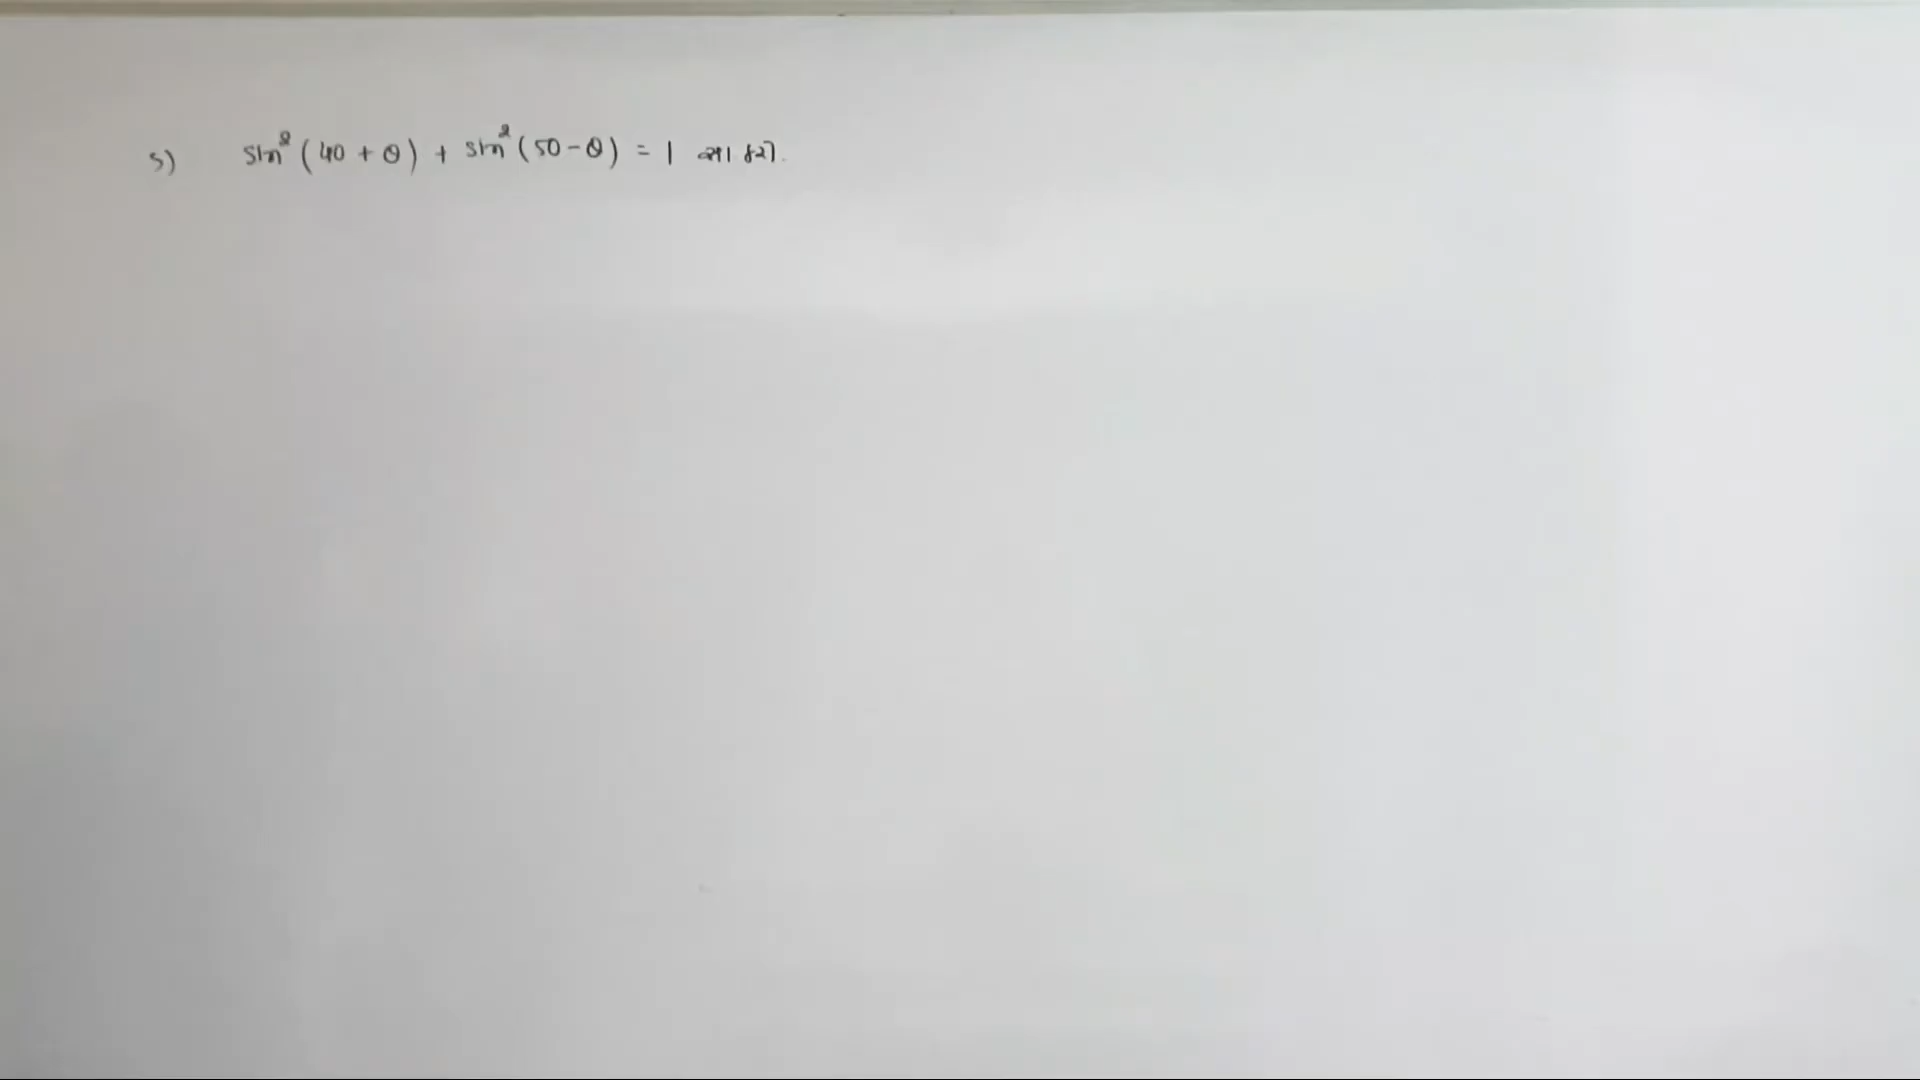 5) sin²(40 + θ) + sin²(50 - θ) = 1 સા. કરો.